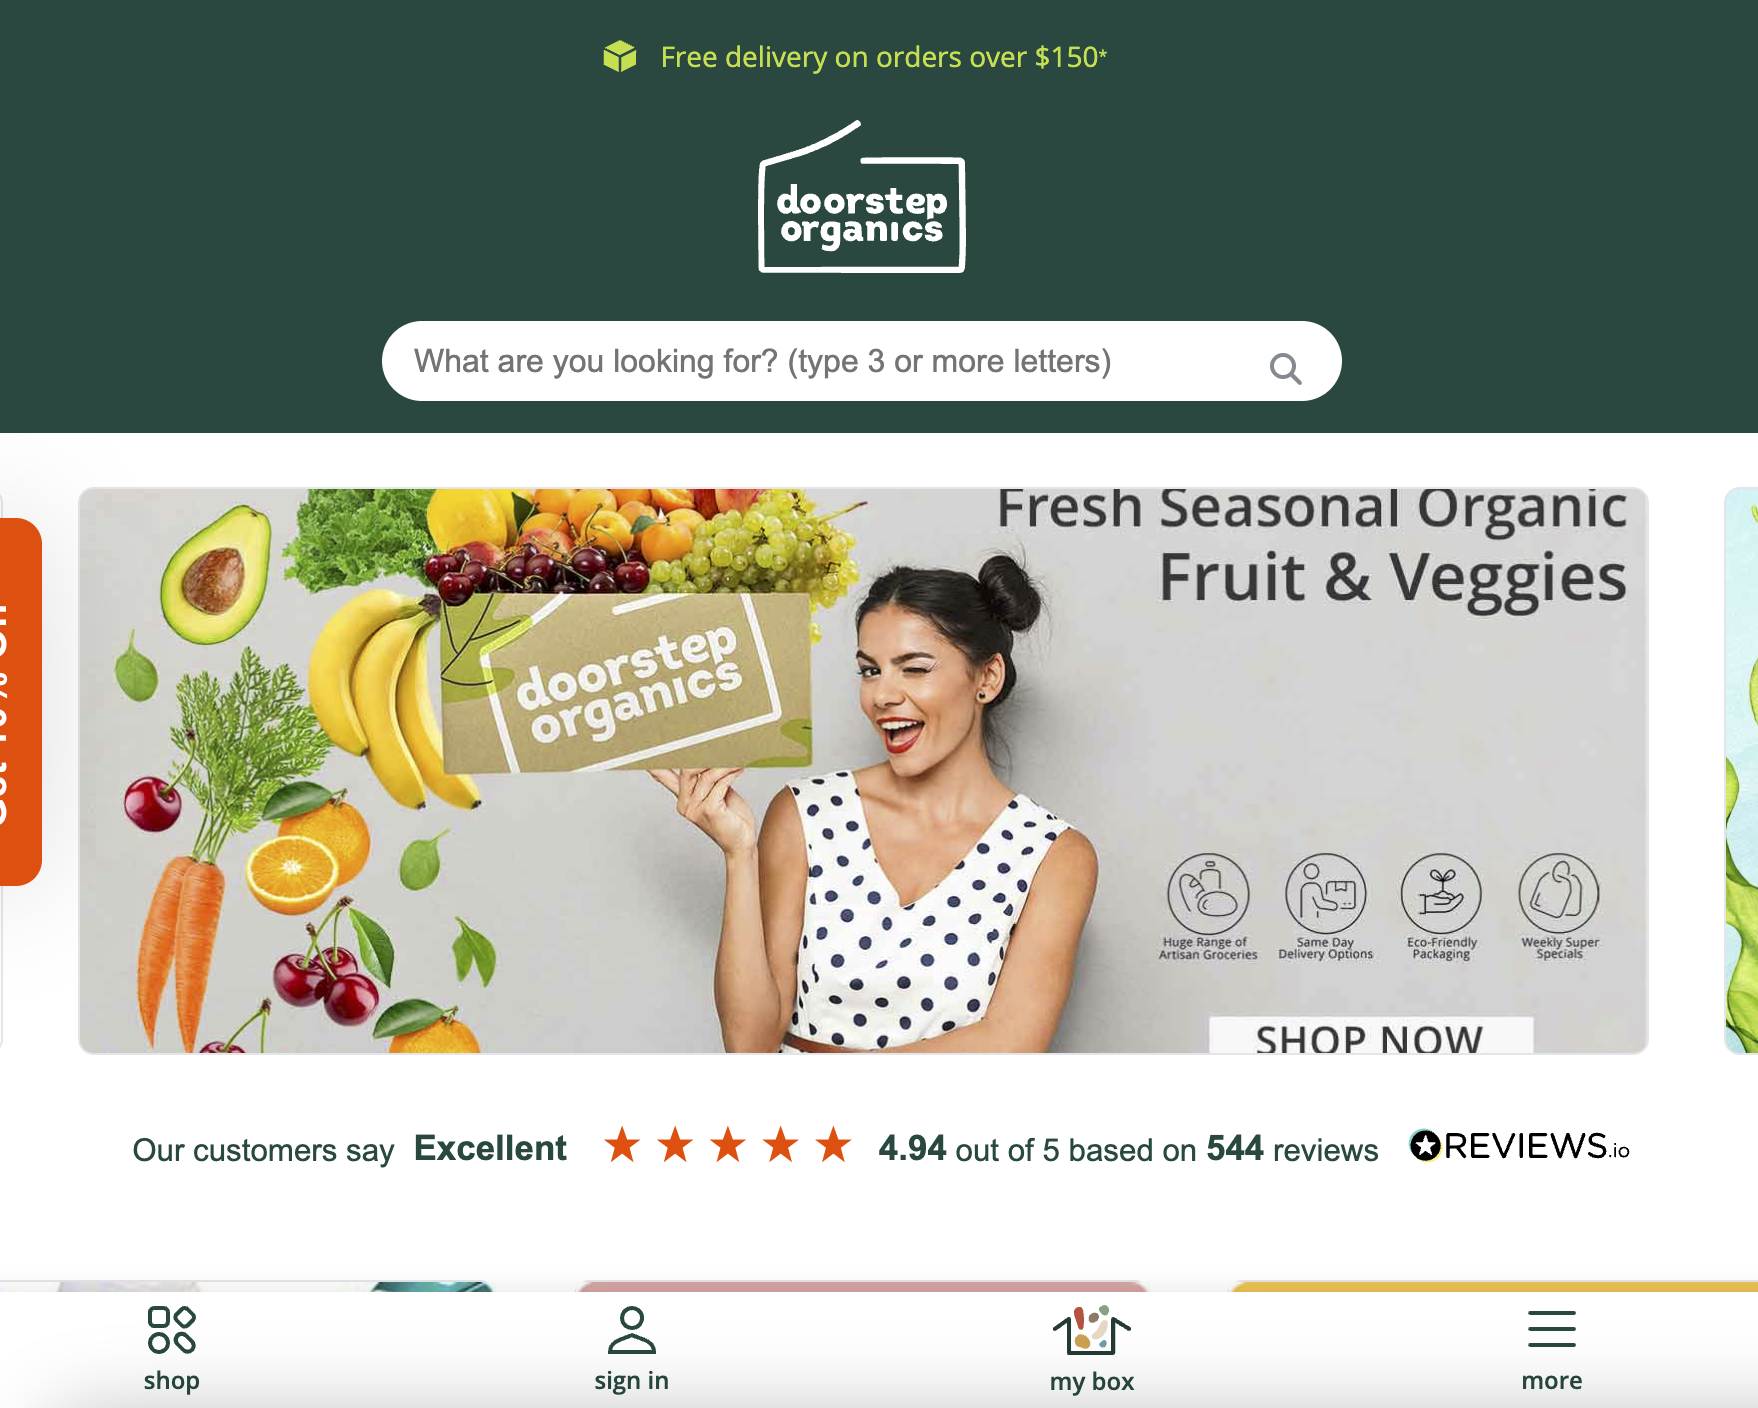 Free delivery on orders over $150*
doorstep
organics
What are you looking for? (type 3 or more letters)
Fresh Seasonal Organic
Fruit & Veggies
doorstep
organics
Huge Range of
Artisan Groceries
Same Day
Delivery Options
Eco-Friendly
Packaging
Weekly Super
Specials
SHOP NOW
Our customers say Excellent 4.94 out of 5 based on 544 reviews REVIEWS.io
shop
sign in
my box
more